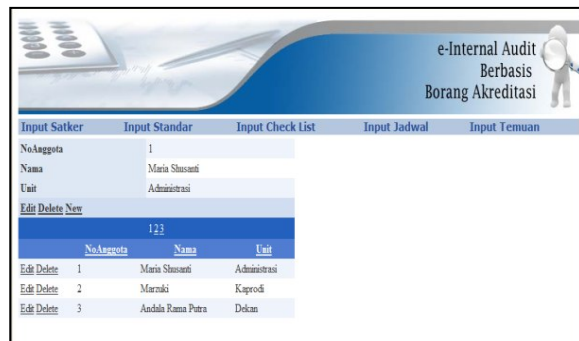 e-Internal Audit
Berbasis
Borang Akreditasi
Input Satker Input Standar Input Check List Input Jadwal Input Temuan
NoAnggota 1
Nama Maria Shusanti
Unit Administrasi
Edit Delete New
123
NoAnggota Nama Unit
Edit Delete 1 Maria Shusanti Administrasi
Edit Delete 2 Marzuki Kaprodi
Edit Delete 3 Andala Rama Putra Dekan